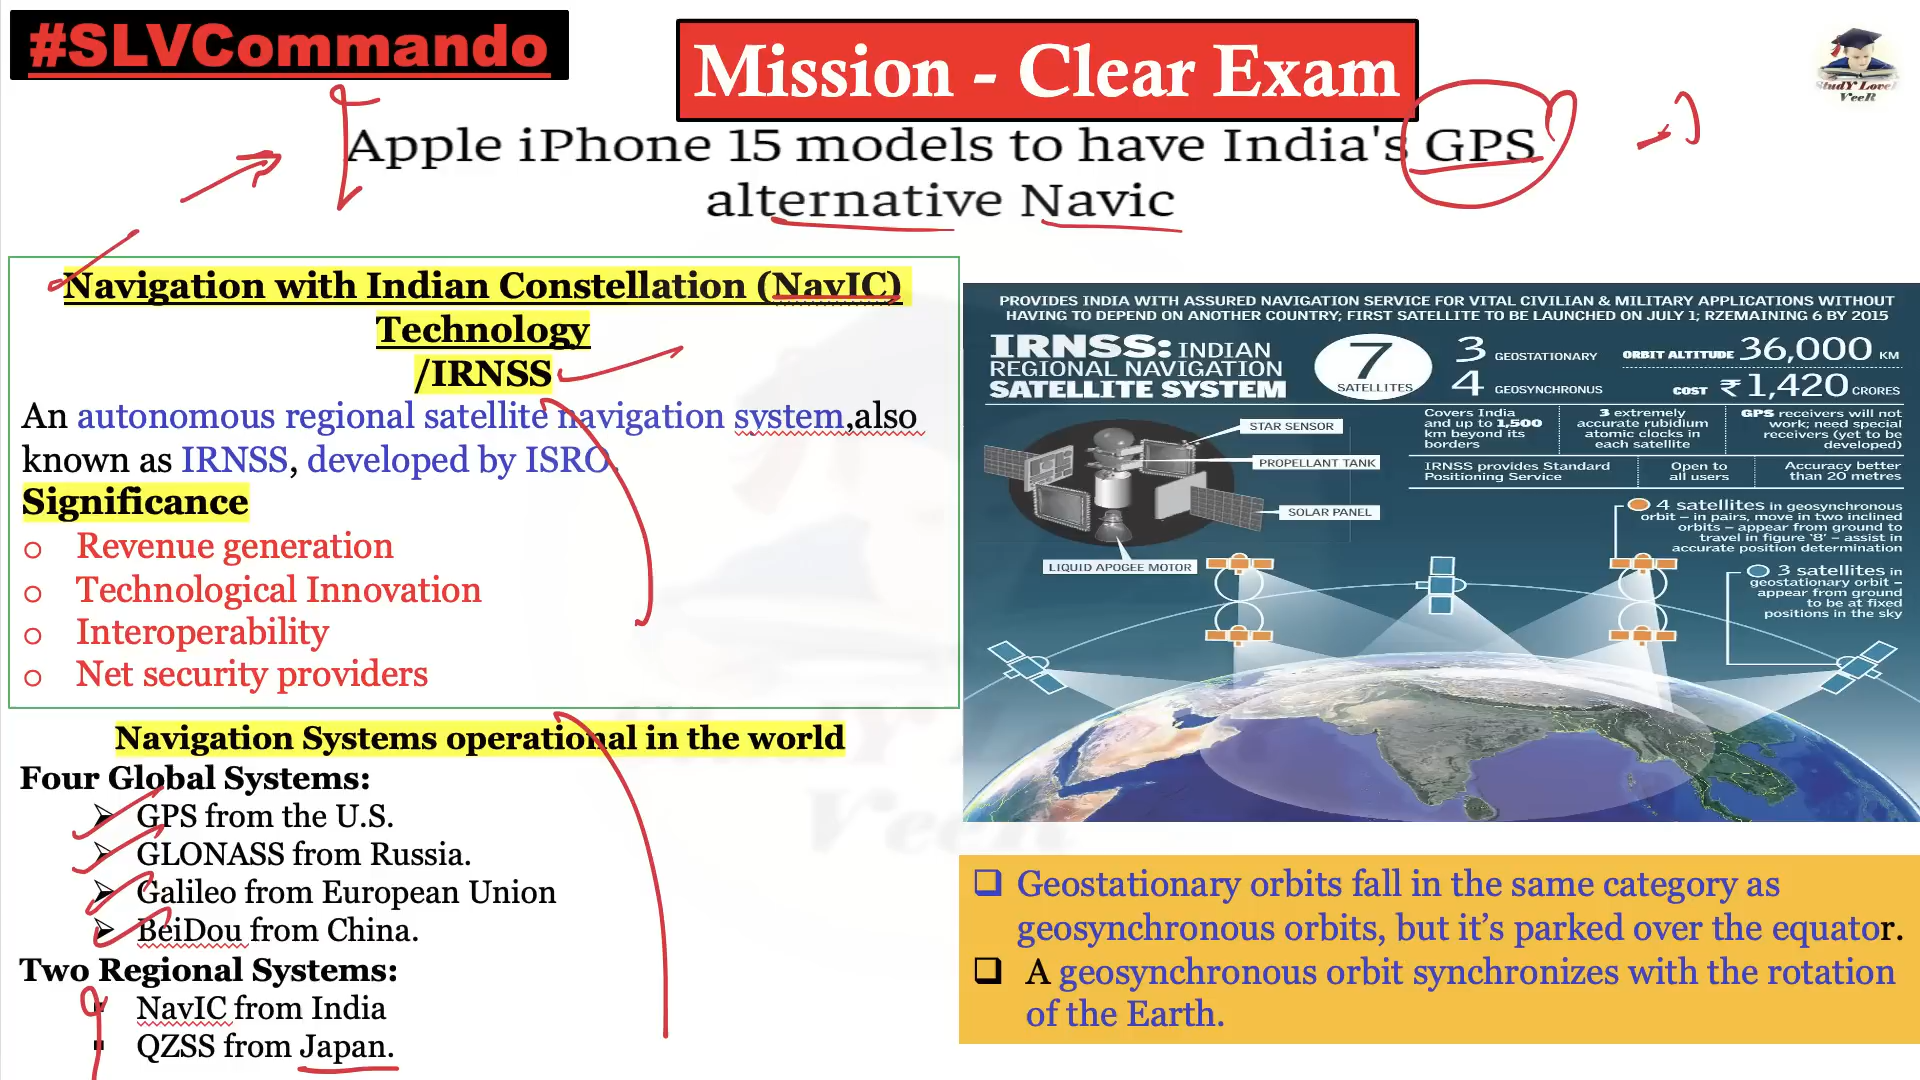 #SLVCommando
Mission - Clear Exam
StudY LoveR
VeeR
Apple iPhone 15 models to have India's GPS
alternative Navic
Navigation with Indian Constellation (NavIC)
Technology
/IRNSS
An autonomous regional satellite navigation system,also
known as IRNSS, developed by ISRO.
Significance
o Revenue generation
o Technological Innovation
o Interoperability
o Net security providers
Navigation Systems operational in the world
Four Global Systems:
➢ GPS from the U.S.
➢ GLONASS from Russia.
➢ Galileo from European Union
➢ BeiDou from China.
Two Regional Systems:
▪ NavIC from India
▪ QZSS from Japan.
PROVIDES INDIA WITH ASSURED NAVIGATION SERVICE FOR VITAL CIVILIAN & MILITARY APPLICATIONS WITHOUT
HAVING TO DEPEND ON ANOTHER COUNTRY; FIRST SATELLITE TO BE LAUNCHED ON JULY 1; RZEMAINING 6 BY 2015
IRNSS: INDIAN
REGIONAL NAVIGATION
SATELLITE SYSTEM
7
SATELLITES
3 GEOSTATIONARY
4 GEOSYNCHRONUS
ORBIT ALTITUDE 36,000 KM
COST ₹1,420 CRORES
Covers India
and up to 1,500
km beyond its
borders
3 extremely
accurate rubidium
atomic clocks in
each satellite
GPS receivers will not
work; need special
receivers (yet to be
developed)
IRNSS provides Standard
Positioning Service
Open to
all users
Accuracy better
than 20 metres
STAR SENSOR
PROPELLANT TANK
SOLAR PANEL
LIQUID APOGEE MOTOR
4 satellites in geosynchronous
orbit – in pairs, move in two inclined
orbits – appear from ground to
travel in figure '8' – assist in
accurate position determination
3 satellites in
geostationary orbit –
appear from ground
to be at fixed
positions in the sky
❑ Geostationary orbits fall in the same category as
geosynchronous orbits, but it's parked over the equator.
❑ A geosynchronous orbit synchronizes with the rotation
of the Earth.